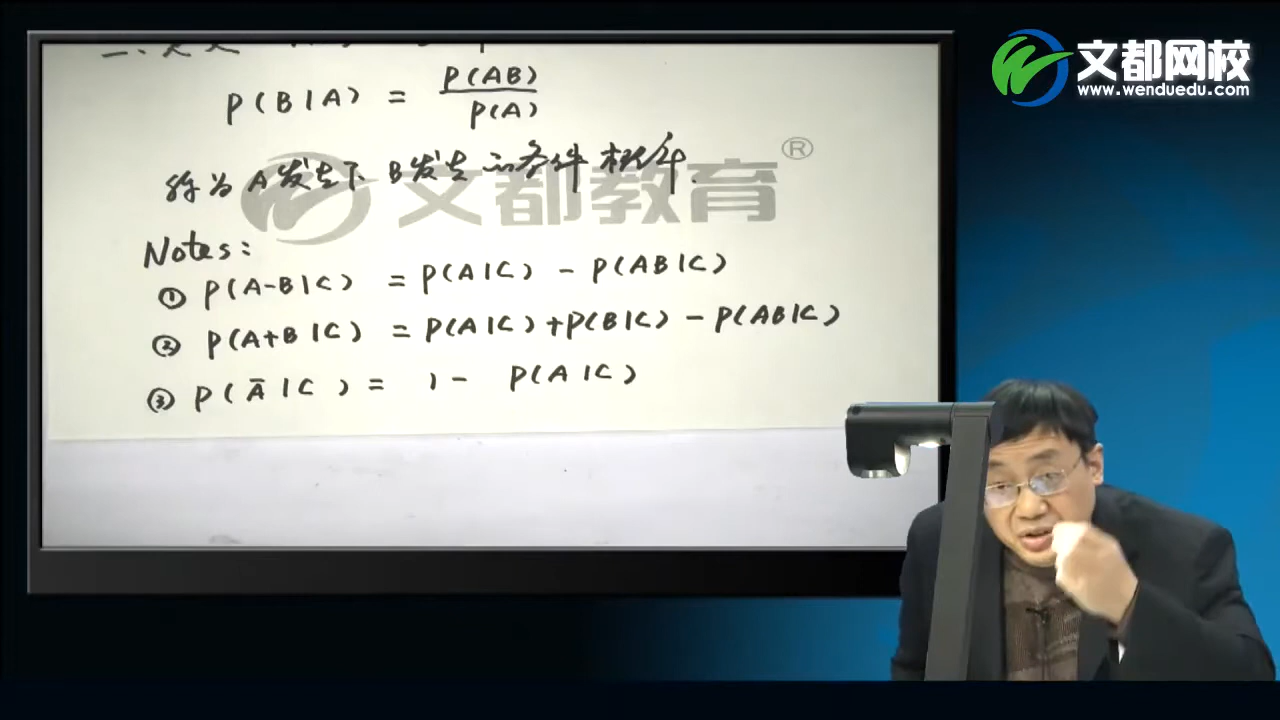 文都网校
www.wenduedu.com
P(B|A) = P(AB)/P(A)
称为 A发生下 B发生的条件概率.
文都教育®
Notes:
① P(A-B|C) = P(A|C) - P(AB|C)
② P(A+B|C) = P(A|C)+P(B|C) - P(AB|C)
③ P(Ā|C) = 1 - P(A|C)